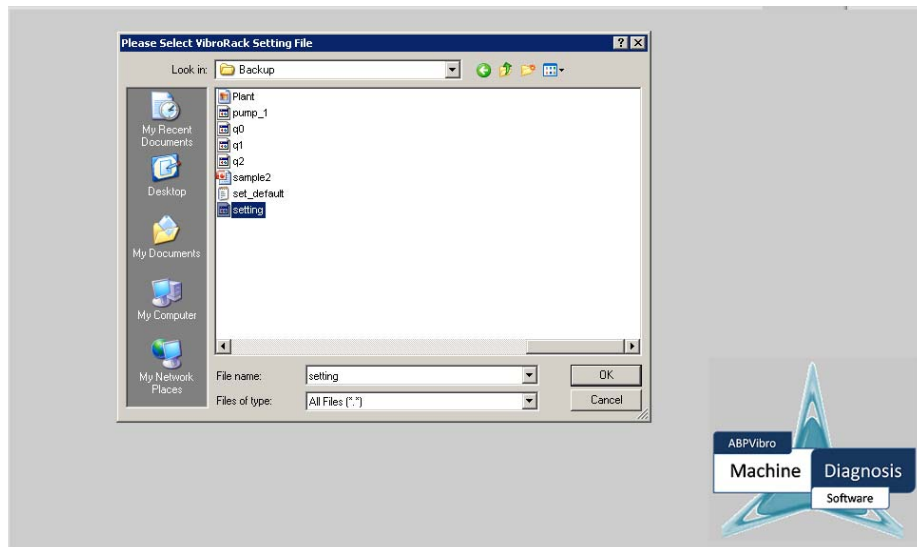 Please Select VibroRack Setting File
Look in:
Backup
My Recent
Documents
Desktop
My Documents
My Computer
My Network
Places
Plant
pump_1
q0
q1
q2
sample2
set_default
setting
File name:
setting
OK
Files of type:
All Files (*.*)
Cancel
ABPVibro
Machine
Diagnosis
Software